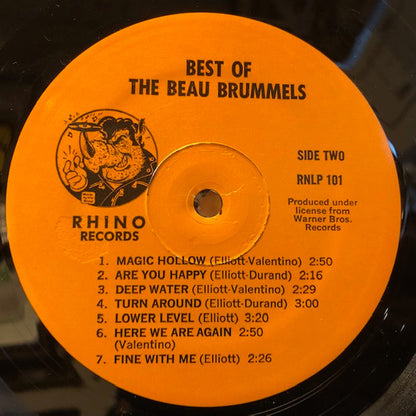 BEST OF
THE BEAU BRUMMELS
SIDE TWO
RNLP 101
Produced under
license from
Warner Bros.
Records
RHINO
RECORDS
1. MAGIC HOLLOW (Elliott-Valentino) 2:50
2. ARE YOU HAPPY (Elliott-Durand) 2:16
3. DEEP WATER (Elliott-Valentino) 2:29
4. TURN AROUND (Elliott-Durand) 3:00
5. LOWER LEVEL (Elliott) 3:20
6. HERE WE ARE AGAIN 2:50
(Valentino)
7. FINE WITH ME (Elliott) 2:26